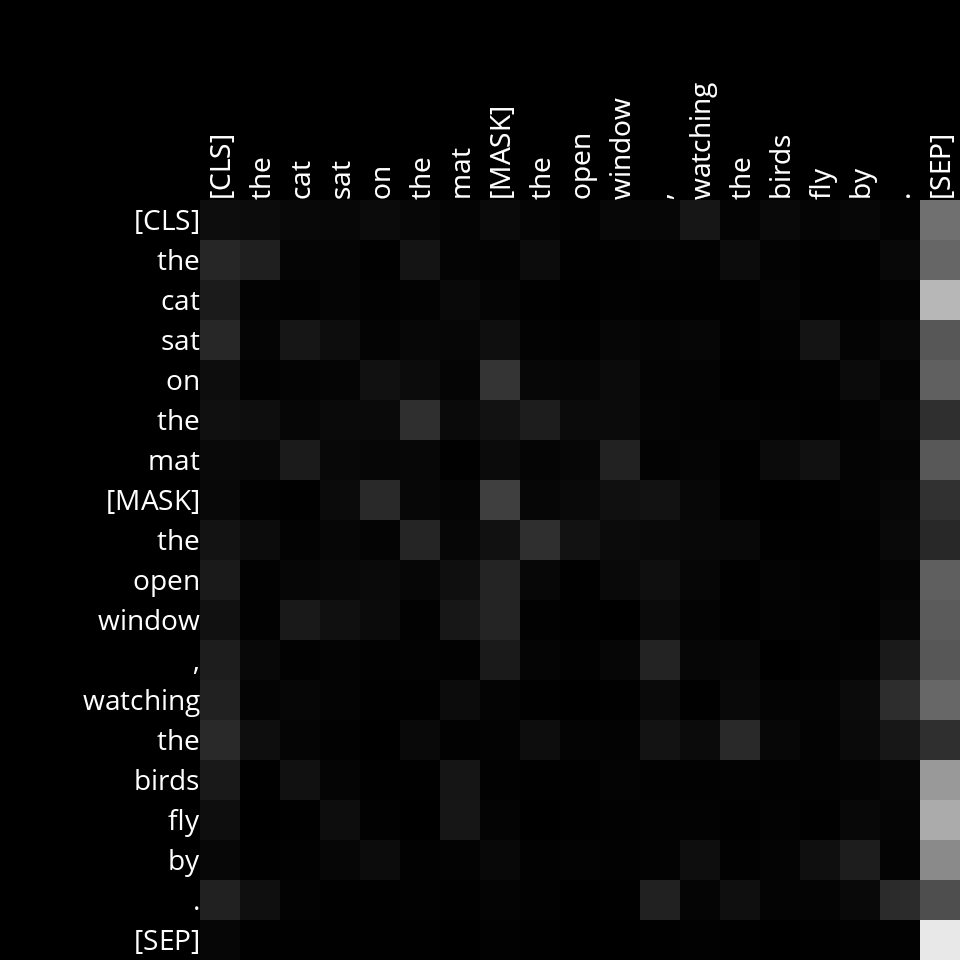 [CLS]
the
cat
sat
on
the
mat
[MASK]
the
open
window
,
watching
the
birds
fly
by
.
[SEP]
[CLS]
the
cat
sat
on
the
mat
[MASK]
the
open
window
,
watching
the
birds
fly
by
.
[SEP]